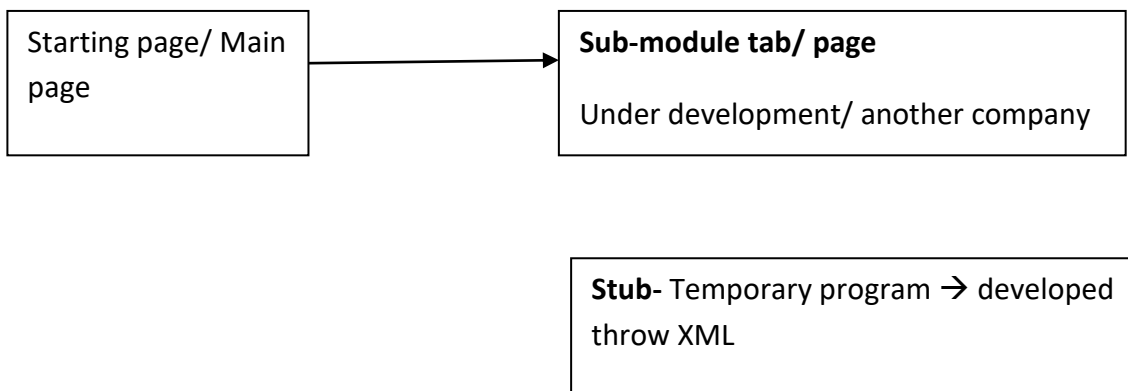 Starting page/ Main
page
Sub-module tab/ page
Under development/ another company
Stub- Temporary program → developed
throw XML